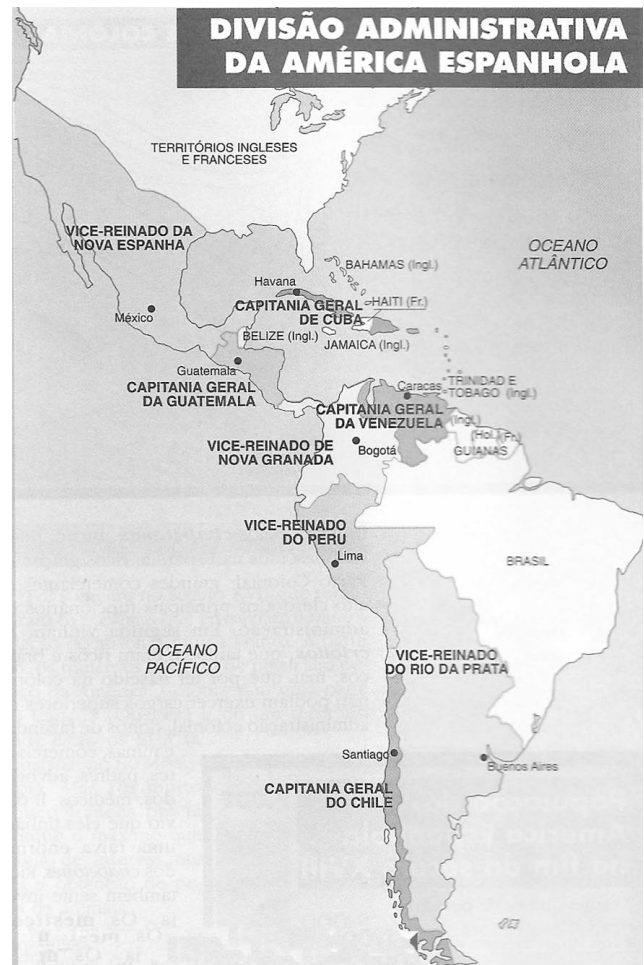 DIVISÃO ADMINISTRATIVA
DA AMÉRICA ESPANHOLA
TERRITÓRIOS INGLESES
E FRANCESES
VICE-REINADO DA
NOVA ESPANHA
OCEANO
ATLÂNTICO
BAHAMAS (Ingl.)
Havana
HAITI (Fr.)
CAPITANIA GERAL
DE CUBA
México
BELIZE (Ingl.)
JAMAICA (Ingl.)
Guatemala
CAPITANIA GERAL
DA GUATEMALA
Caracas
TRINIDAD E
TOBAGO (Ingl.)
CAPITANIA GERAL
DA VENEZUELA
(Ingl.)
(Hol.)
(Fr.)
GUIANAS
VICE-REINADO DE
NOVA GRANADA
Bogotá
VICE-REINADO
DO PERU
Lima
BRASIL
OCEANO
PACÍFICO
VICE-REINADO
DO RIO DA PRATA
Santiago
Buenos Aires
CAPITANIA GERAL
DO CHILE